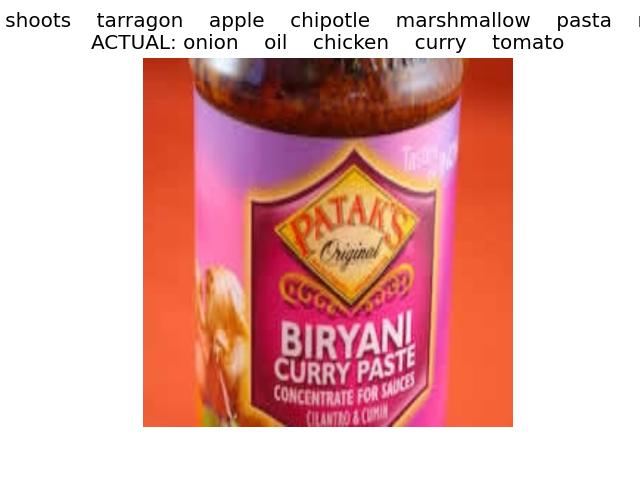 shoots tarragon apple chipotle marshmallow pasta
ACTUAL: onion oil chicken curry tomato
PATAK'S
Original
BIRYANI
CURRY PASTE
CONCENTRATE FOR SAUCES
CILANTRO & CUMIN